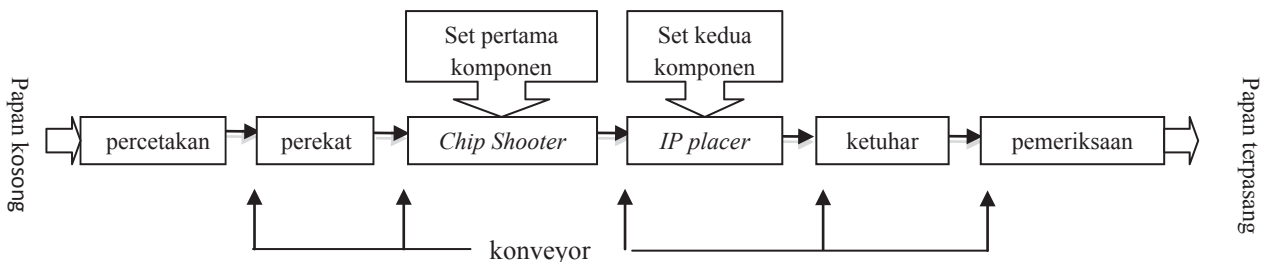 Set pertama
komponen
Set kedua
komponen
Papan kosong
percetakan
perekat
Chip Shooter
IP placer
ketuhar
pemeriksaan
Papan terpasang
konveyor